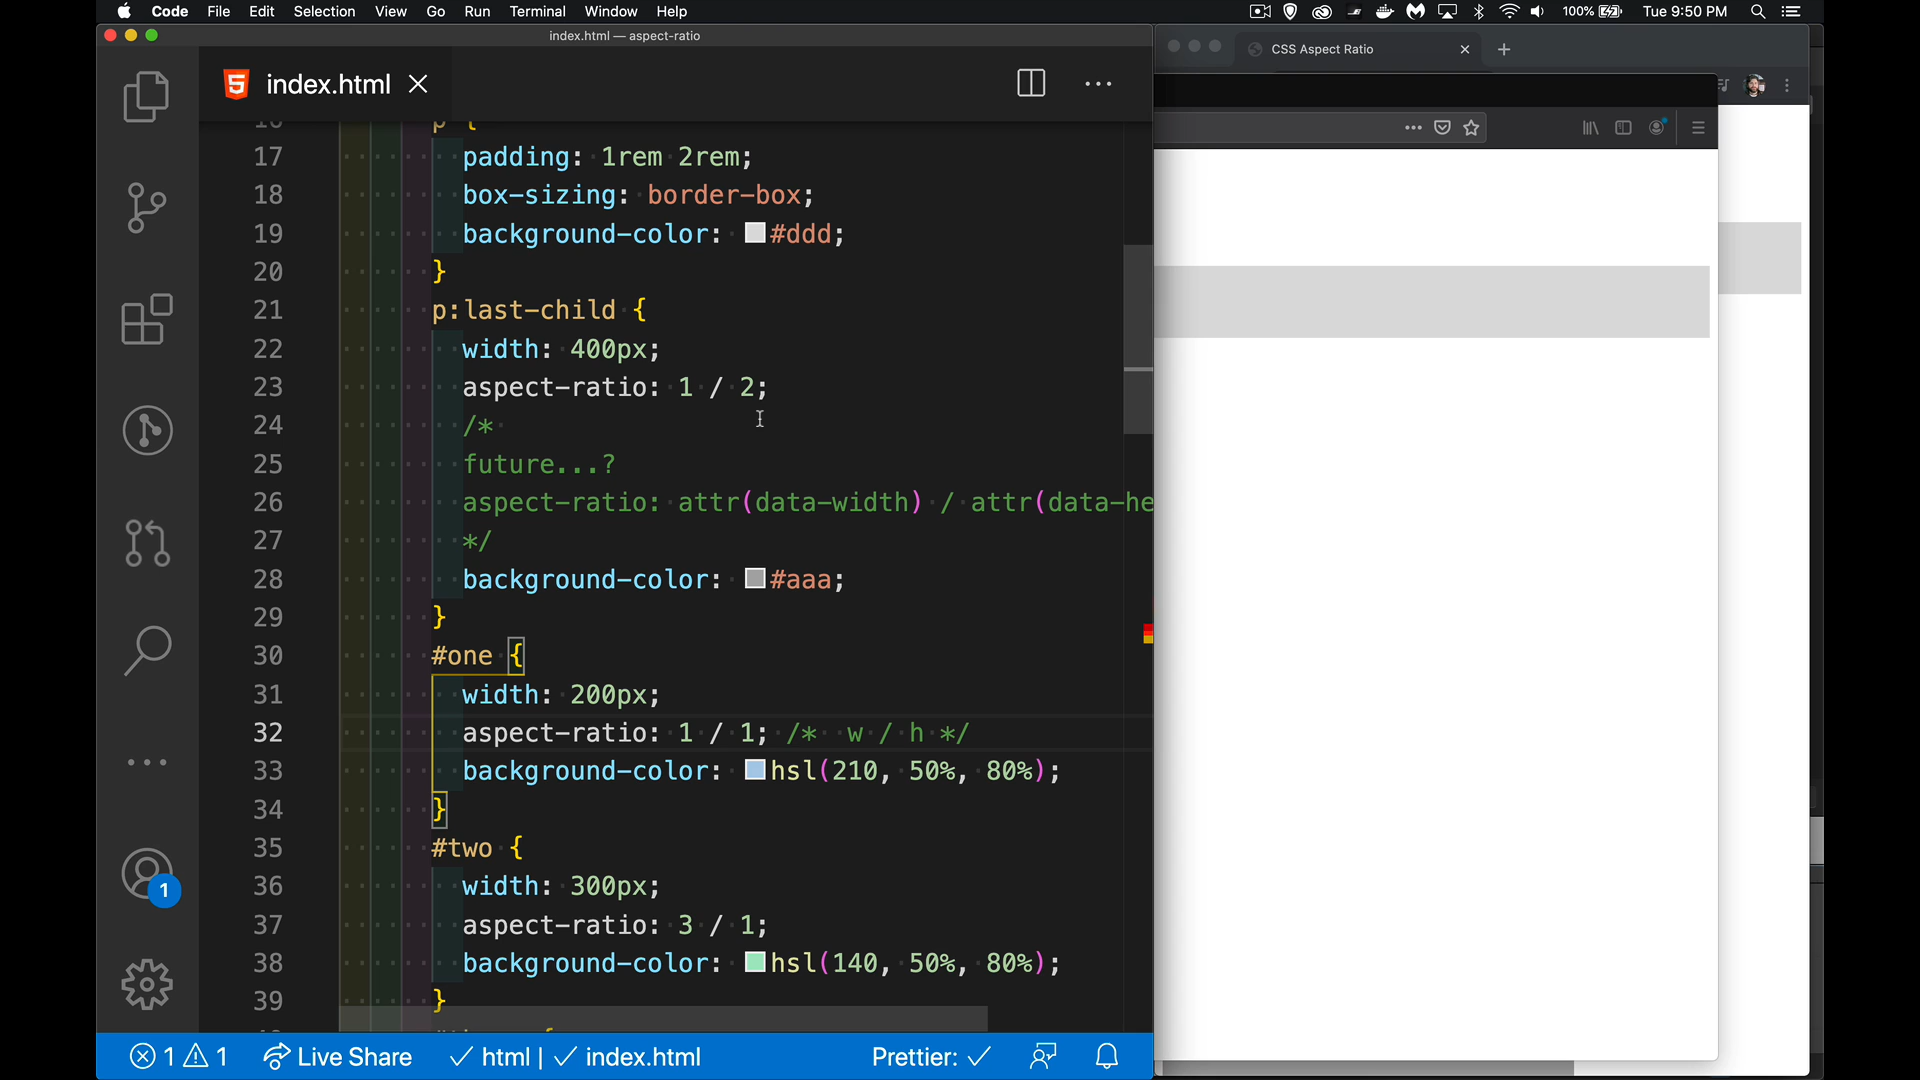 Code File Edit Selection View Go Run Terminal Window Help
100% Tue 9:50 PM
index.html — aspect-ratio
CSS Aspect Ratio
index.html
p {
17 padding: 1rem 2rem;
18 box-sizing: border-box;
19 background-color: #ddd;
20 }
21 p:last-child {
22 width: 400px;
23 aspect-ratio: 1 / 2;
24 /*
25 future...?
26 aspect-ratio: attr(data-width) / attr(data-he
27 */
28 background-color: #aaa;
29 }
30 #one {
31 width: 200px;
32 aspect-ratio: 1 / 1; /*  w / h */
33 background-color: hsl(210, 50%, 80%);
34 }
35 #two {
36 width: 300px;
37 aspect-ratio: 3 / 1;
38 background-color: hsl(140, 50%, 80%);
39 }
1
1 1 Live Share html | index.html Prettier: